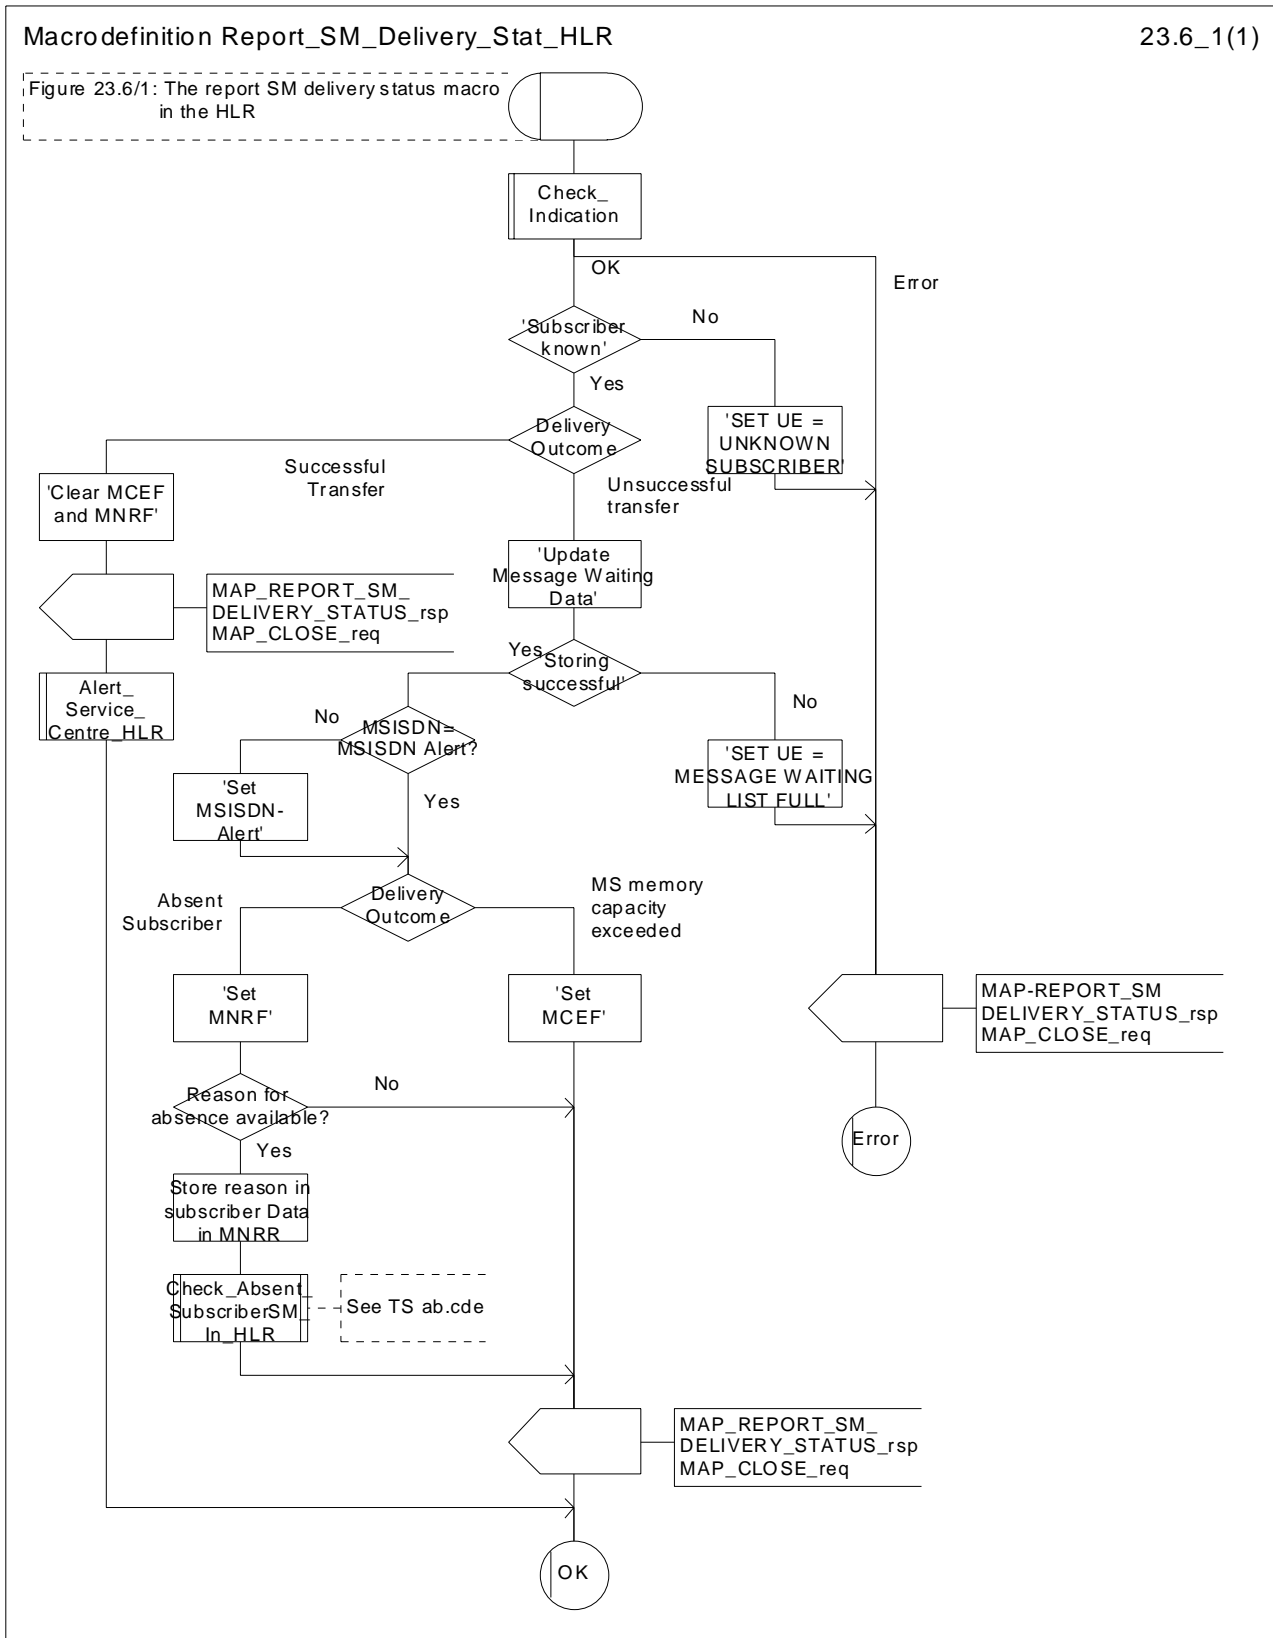 Macrodefinition Report_SM_Delivery_Stat_HLR
23.6_1(1)
Figure 23.6/1: The report SM delivery status macro
in the HLR
Check_
Indication
OK
Error
'Subscriber
known'
No
Yes
Delivery
Outcome
'SET UE =
UNKNOWN
SUBSCRIBER'
Successful
Transfer
Unsuccessful
transfer
'Clear MCEF
and MNRF'
'Update
Message Waiting
Data'
MAP_REPORT_SM_
DELIVERY_STATUS_rsp
MAP_CLOSE_req
Yes
'Storing
successful'
No
Alert_
Service_
Centre_HLR
No
MSISDN=
MSISDN Alert?
'SET UE =
MESSAGE WAITING
LIST FULL'
'Set
MSISDN-
Alert'
Yes
Absent
Subscriber
Delivery
Outcome
MS memory
capacity
exceeded
'Set
MNRF'
'Set
MCEF'
MAP-REPORT_SM
DELIVERY_STATUS_rsp
MAP_CLOSE_req
Reason for
absence available?
No
Error
Yes
Store reason in
subscriber Data
in MNRR
Check_Absent_
SubscriberSM_
In_HLR
See TS ab.cde
MAP_REPORT_SM_
DELIVERY_STATUS_rsp
MAP_CLOSE_req
OK